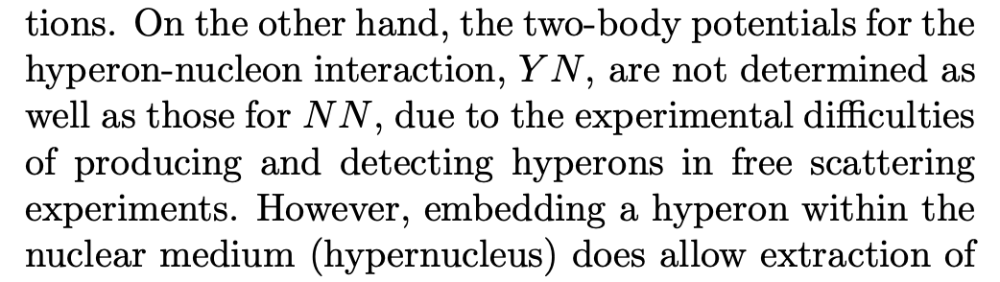 tions. On the other hand, the two-body potentials for the
hyperon-nucleon interaction, YN, are not determined as
well as those for NN, due to the experimental difficulties
of producing and detecting hyperons in free scattering
experiments. However, embedding a hyperon within the
nuclear medium (hypernucleus) does allow extraction of